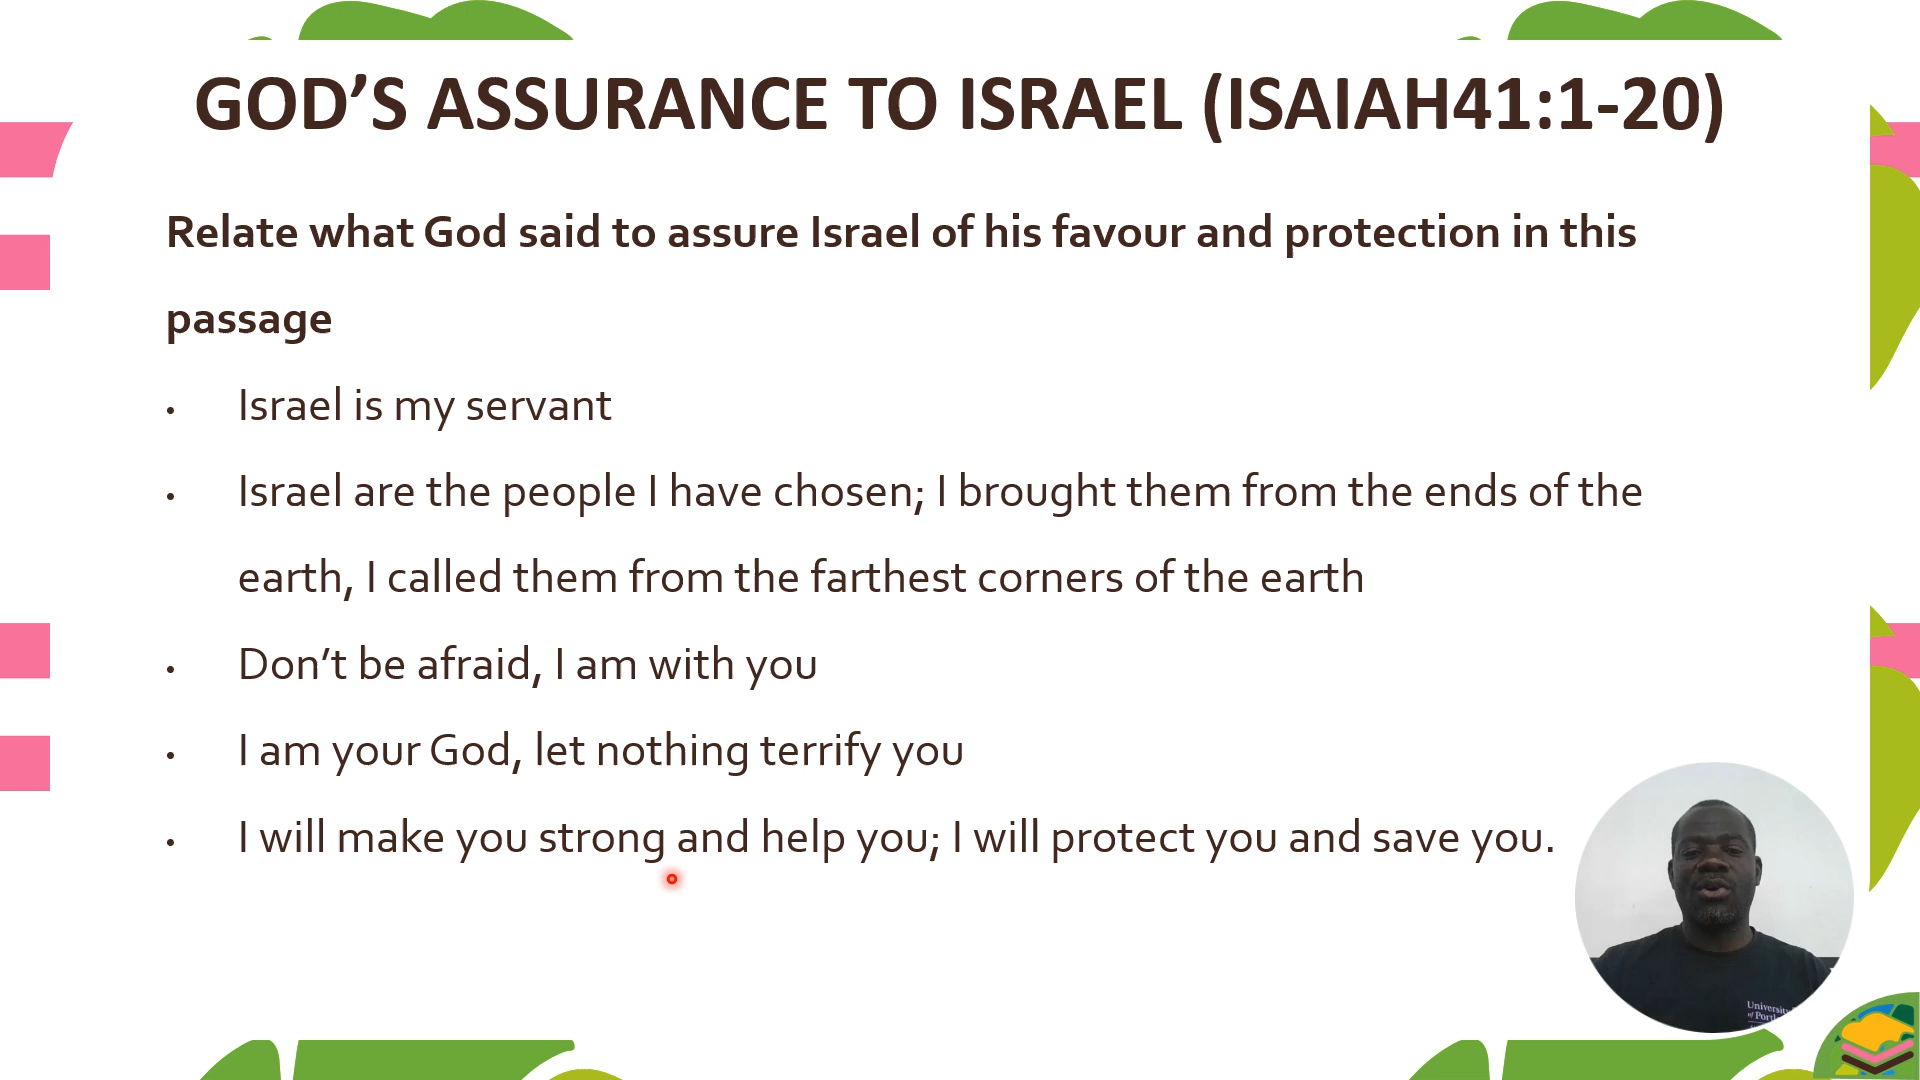 GOD’S ASSURANCE TO ISRAEL (ISAIAH41:1-20)
Relate what God said to assure Israel of his favour and protection in this
passage
• Israel is my servant
• Israel are the people I have chosen; I brought them from the ends of the
earth, I called them from the farthest corners of the earth
• Don’t be afraid, I am with you
• I am your God, let nothing terrify you
• I will make you strong and help you; I will protect you and save you.
University
of